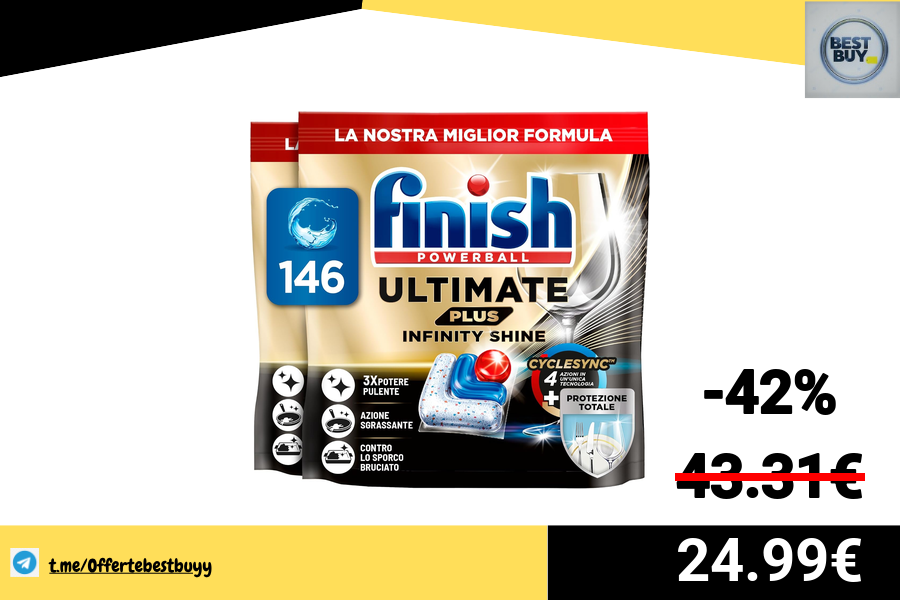 BEST
BUY
LA NOSTRA MIGLIOR FORMULA
LA
146
finish
POWERBALL
ULTIMATE
PLUS
INFINITY SHINE
3X POTERE
PULENTE
AZIONE
SGRASSANTE
CONTRO
LO SPORCO
BRUCIATO
CYCLESYNC™
4 AZIONI IN
UN'UNICA
TECNOLOGIA
+ PROTEZIONE
TOTALE
-42%
43.31€
24.99€
t.me/Offertebestbuyy